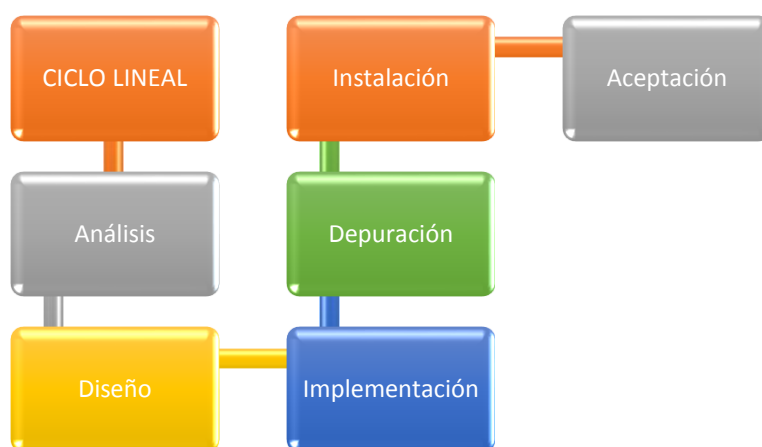 CICLO LINEAL
Análisis
Diseño
Implementación
Depuración
Instalación
Aceptación